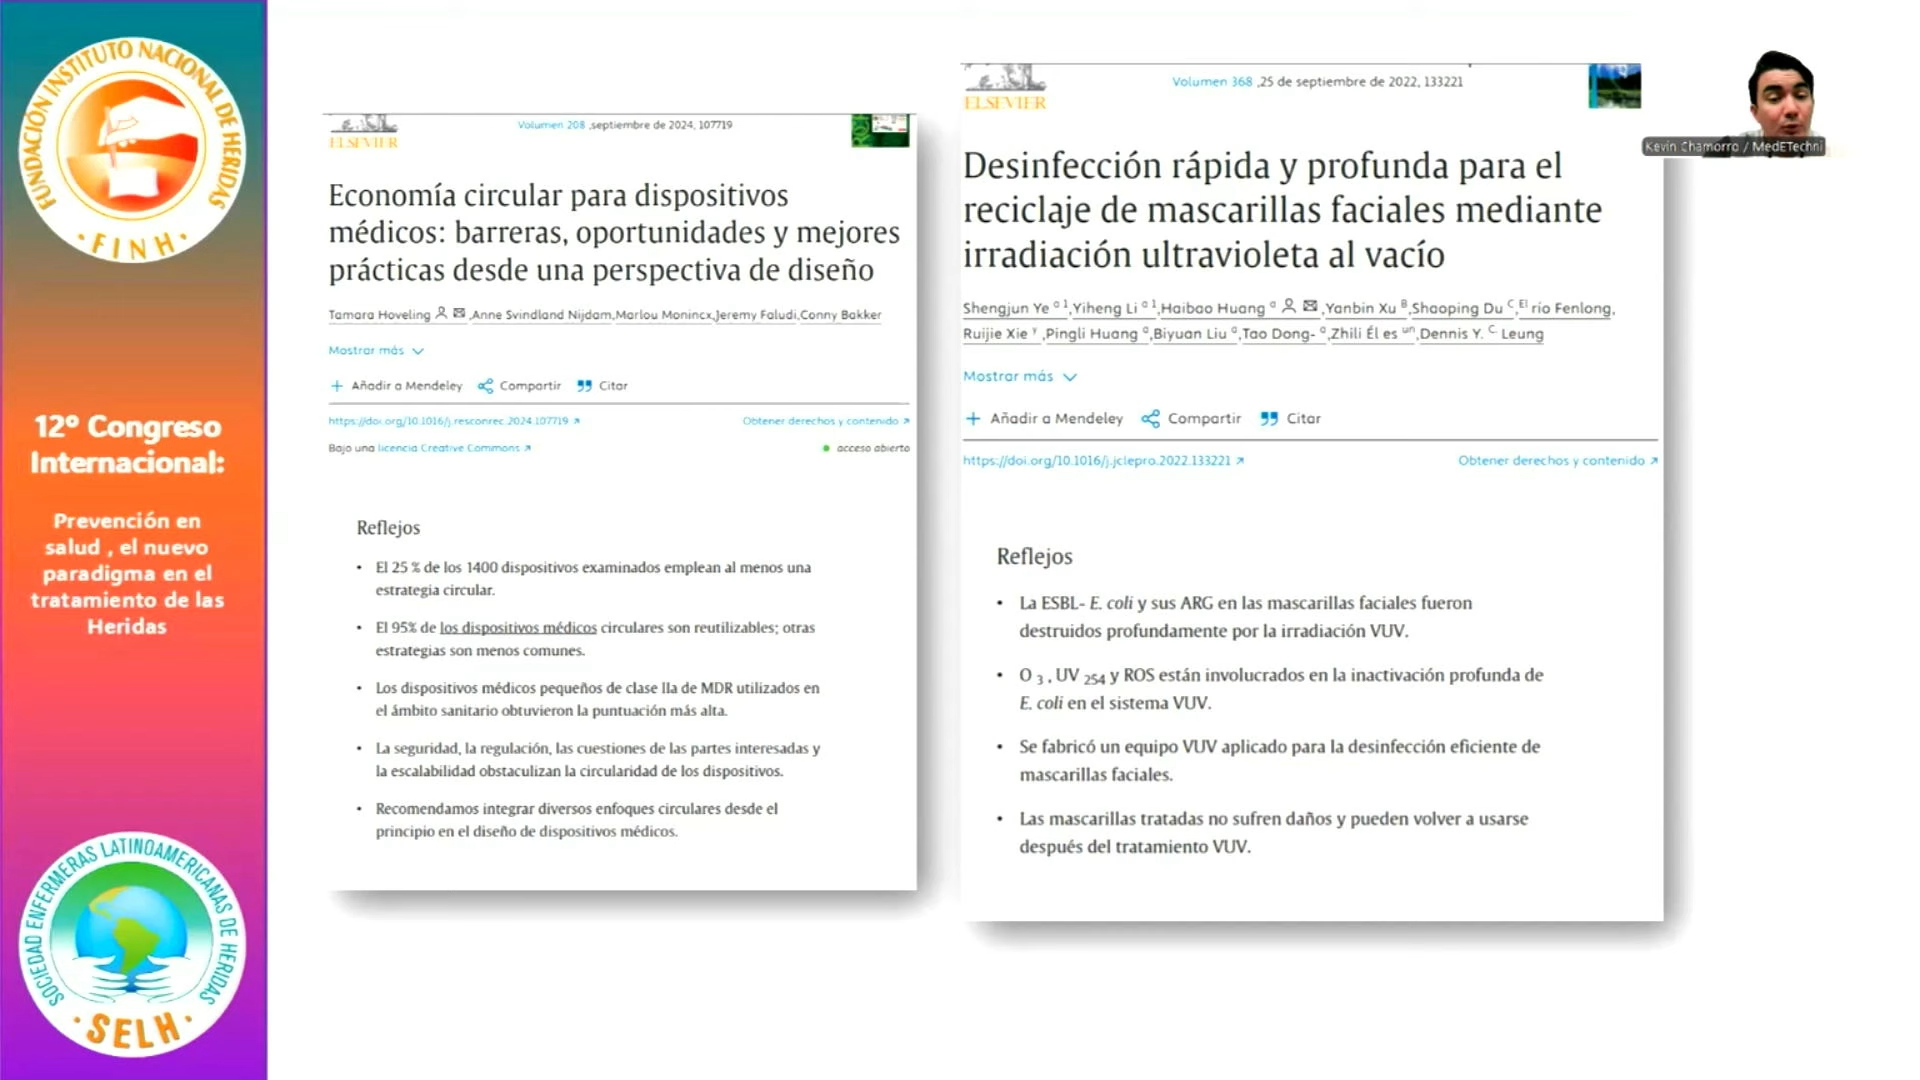 FUNDACIÓN INSTITUTO NACIONAL DE HERIDAS
· FINH ·
12º Congreso
Internacional:
Prevención en
salud , el nuevo
paradigma en el
tratamiento de las
Heridas
SOCIEDAD ENFERMERAS LATINOAMERICANAS DE HERIDAS
· SELH ·
ELSEVIER
Volumen 208 ,septiembre de 2024, 107719
Economía circular para dispositivos
médicos: barreras, oportunidades y mejores
prácticas desde una perspectiva de diseño
Tamara Hoveling ,Anne Svindland Nijdam,Marlou Monincx,Jeremy Faludi,Conny Bakker
Mostrar más
+ Añadir a Mendeley Compartir Citar
https://doi.org/10.1016/j.resconrec.2024.107719 ↗ Obtener derechos y contenido ↗
Bajo una licencia Creative Commons ↗ acceso abierto
Reflejos
• El 25 % de los 1400 dispositivos examinados emplean al menos una
estrategia circular.
• El 95% de los dispositivos médicos circulares son reutilizables; otras
estrategias son menos comunes.
• Los dispositivos médicos pequeños de clase IIa de MDR utilizados en
el ámbito sanitario obtuvieron la puntuación más alta.
• La seguridad, la regulación, las cuestiones de las partes interesadas y
la escalabilidad obstaculizan la circularidad de los dispositivos.
• Recomendamos integrar diversos enfoques circulares desde el
principio en el diseño de dispositivos médicos.
ELSEVIER
Volumen 368 ,25 de septiembre de 2022, 133221
Desinfección rápida y profunda para el
reciclaje de mascarillas faciales mediante
irradiación ultravioleta al vacío
Shengjun Ye a 1,Yiheng Li a 1,Haibao Huang a ,Yanbin Xu B,Shaoping Du C,El río Fenlong,
Ruijie Xie y ,Pingli Huang a,Biyuan Liu a,Tao Dong- a,Zhili Él es un,Dennis Y. C. Leung
Mostrar más
+ Añadir a Mendeley Compartir Citar
https://doi.org/10.1016/j.jclepro.2022.133221 ↗ Obtener derechos y contenido ↗
Reflejos
• La ESBL- E. coli y sus ARG en las mascarillas faciales fueron
destruidos profundamente por la irradiación VUV.
• O 3 , UV 254 y ROS están involucrados en la inactivación profunda de
E. coli en el sistema VUV.
• Se fabricó un equipo VUV aplicado para la desinfección eficiente de
mascarillas faciales.
• Las mascarillas tratadas no sufren daños y pueden volver a usarse
después del tratamiento VUV.
Kevin Chamorro / MedETechni